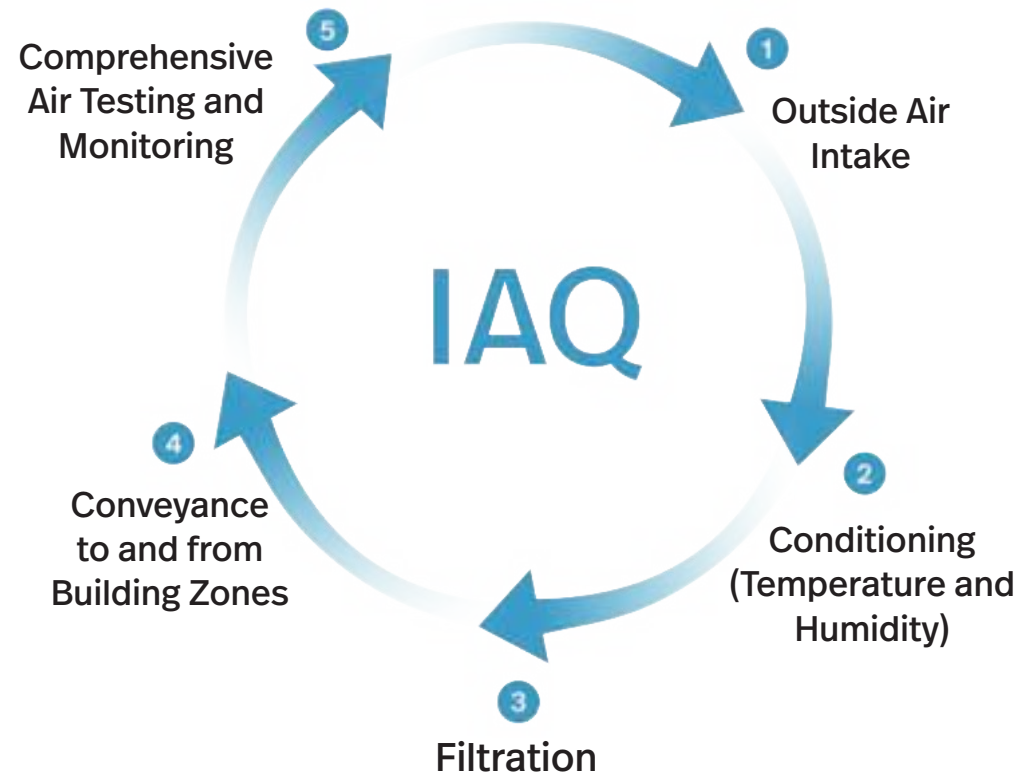 IAQ
1
Outside Air
Intake
2
Conditioning
(Temperature and
Humidity)
3
Filtration
4
Conveyance
to and from
Building Zones
5
Comprehensive
Air Testing and
Monitoring